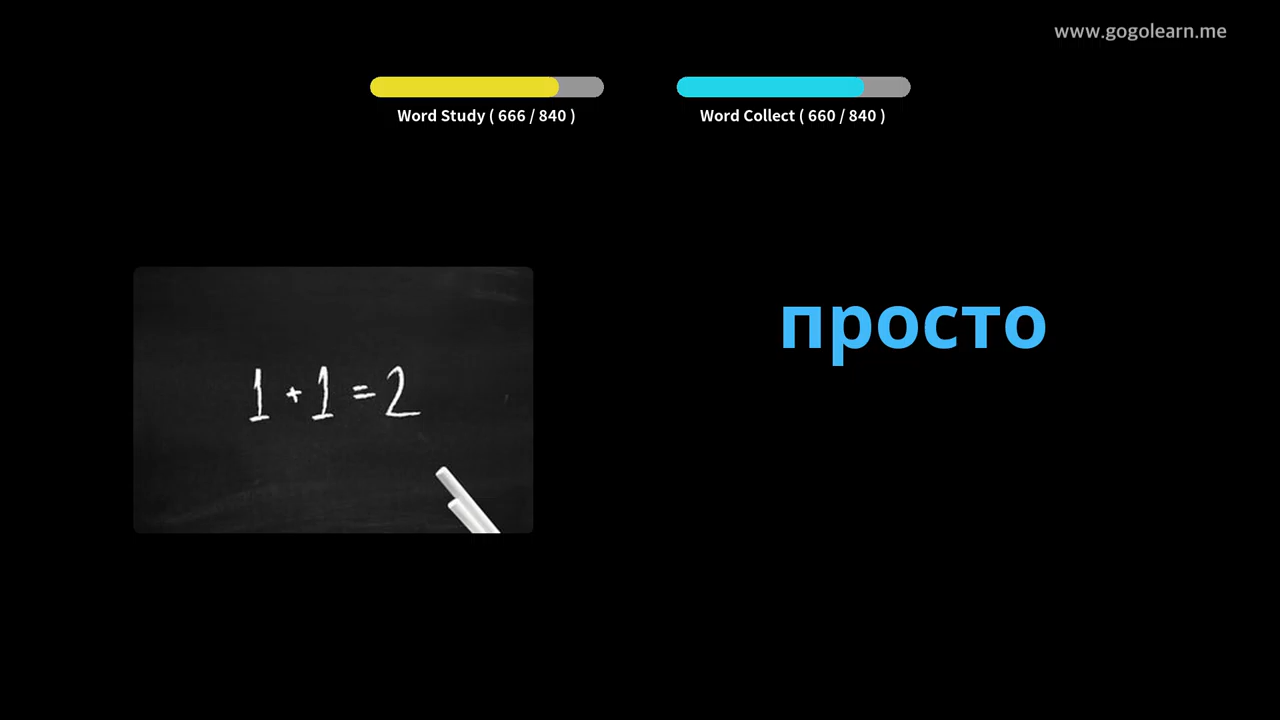 www.gogolearn.me
Word Study ( 666 / 840 )
Word Collect ( 660 / 840 )
1 + 1 = 2
просто